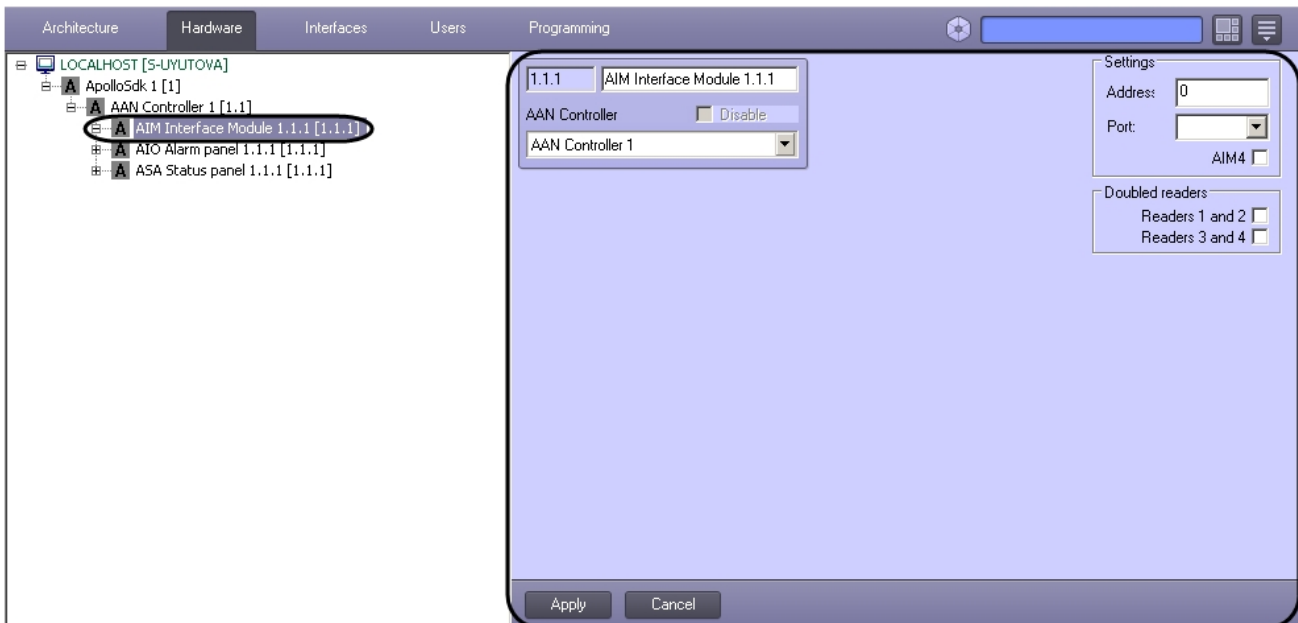 Architecture Hardware Interfaces Users Programming
LOCALHOST [S-UYUTOVA]
ApolloSdk 1 [1]
AAN Controller 1 [1.1]
AIM Interface Module 1.1.1 [1.1.1]
AIO Alarm panel 1.1.1 [1.1.1]
ASA Status panel 1.1.1 [1.1.1]
1.1.1 AIM Interface Module 1.1.1
AAN Controller Disable
AAN Controller 1
Settings
Address: 0
Port:
AIM4
Doubled readers
Readers 1 and 2
Readers 3 and 4
Apply Cancel